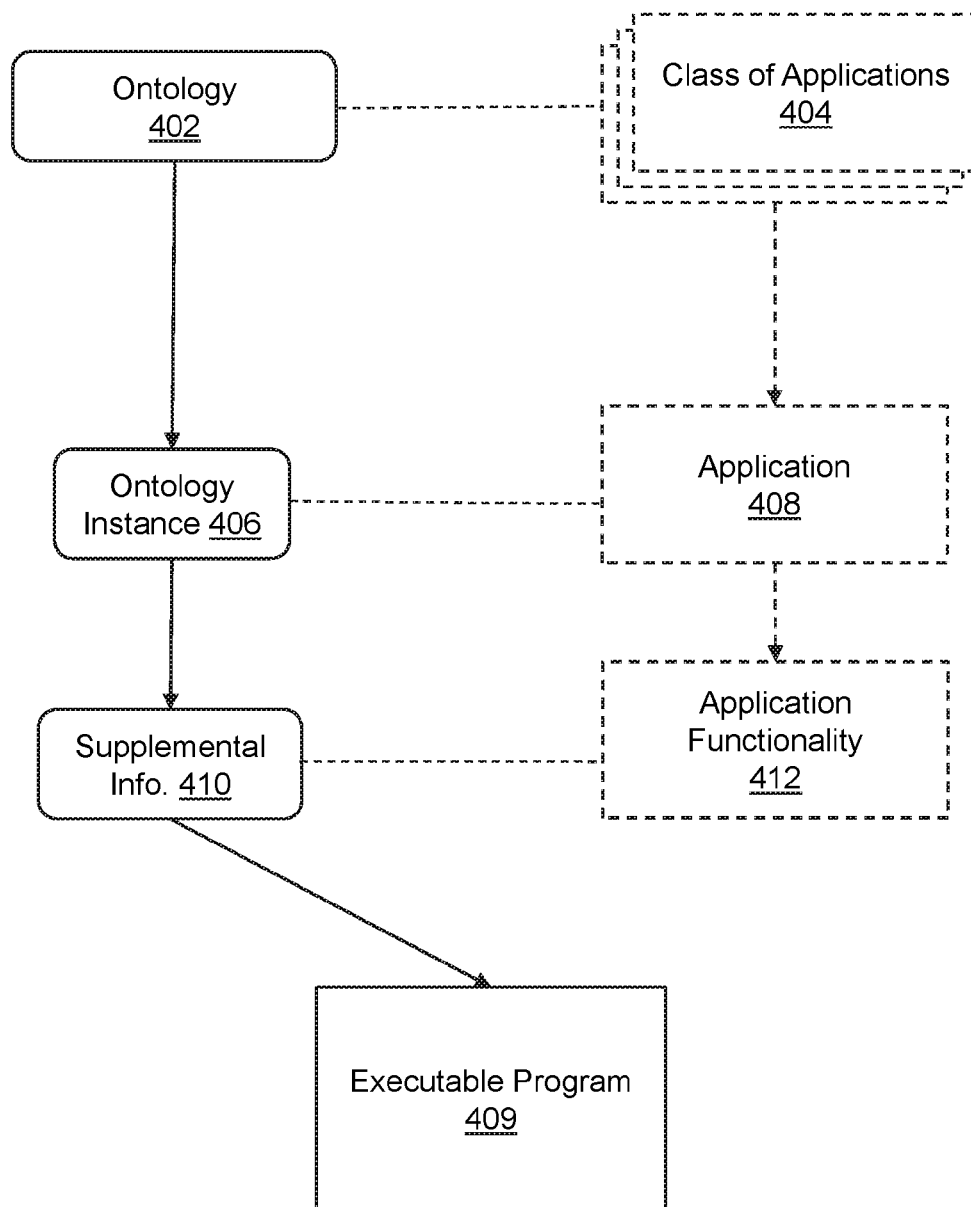 Ontology
402
Class of Applications
404
Ontology
Instance 406
Application
408
Supplemental
Info. 410
Application
Functionality
412
Executable Program
409